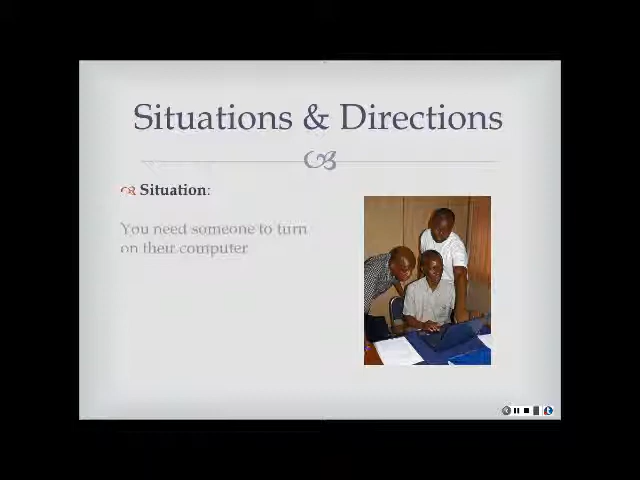 Situations & Directions
Situation:
You need someone to turn
on their computer